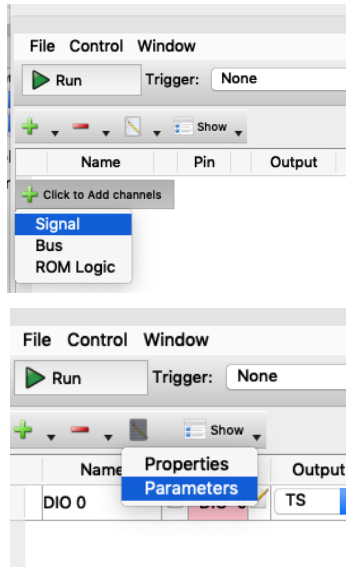 File Control Window
Run Trigger: None
Show
Name Pin Output
Click to Add channels
Signal
Bus
ROM Logic
File Control Window
Run Trigger: None
Show
Properties
Name Output
Parameters
DIO 0 TS